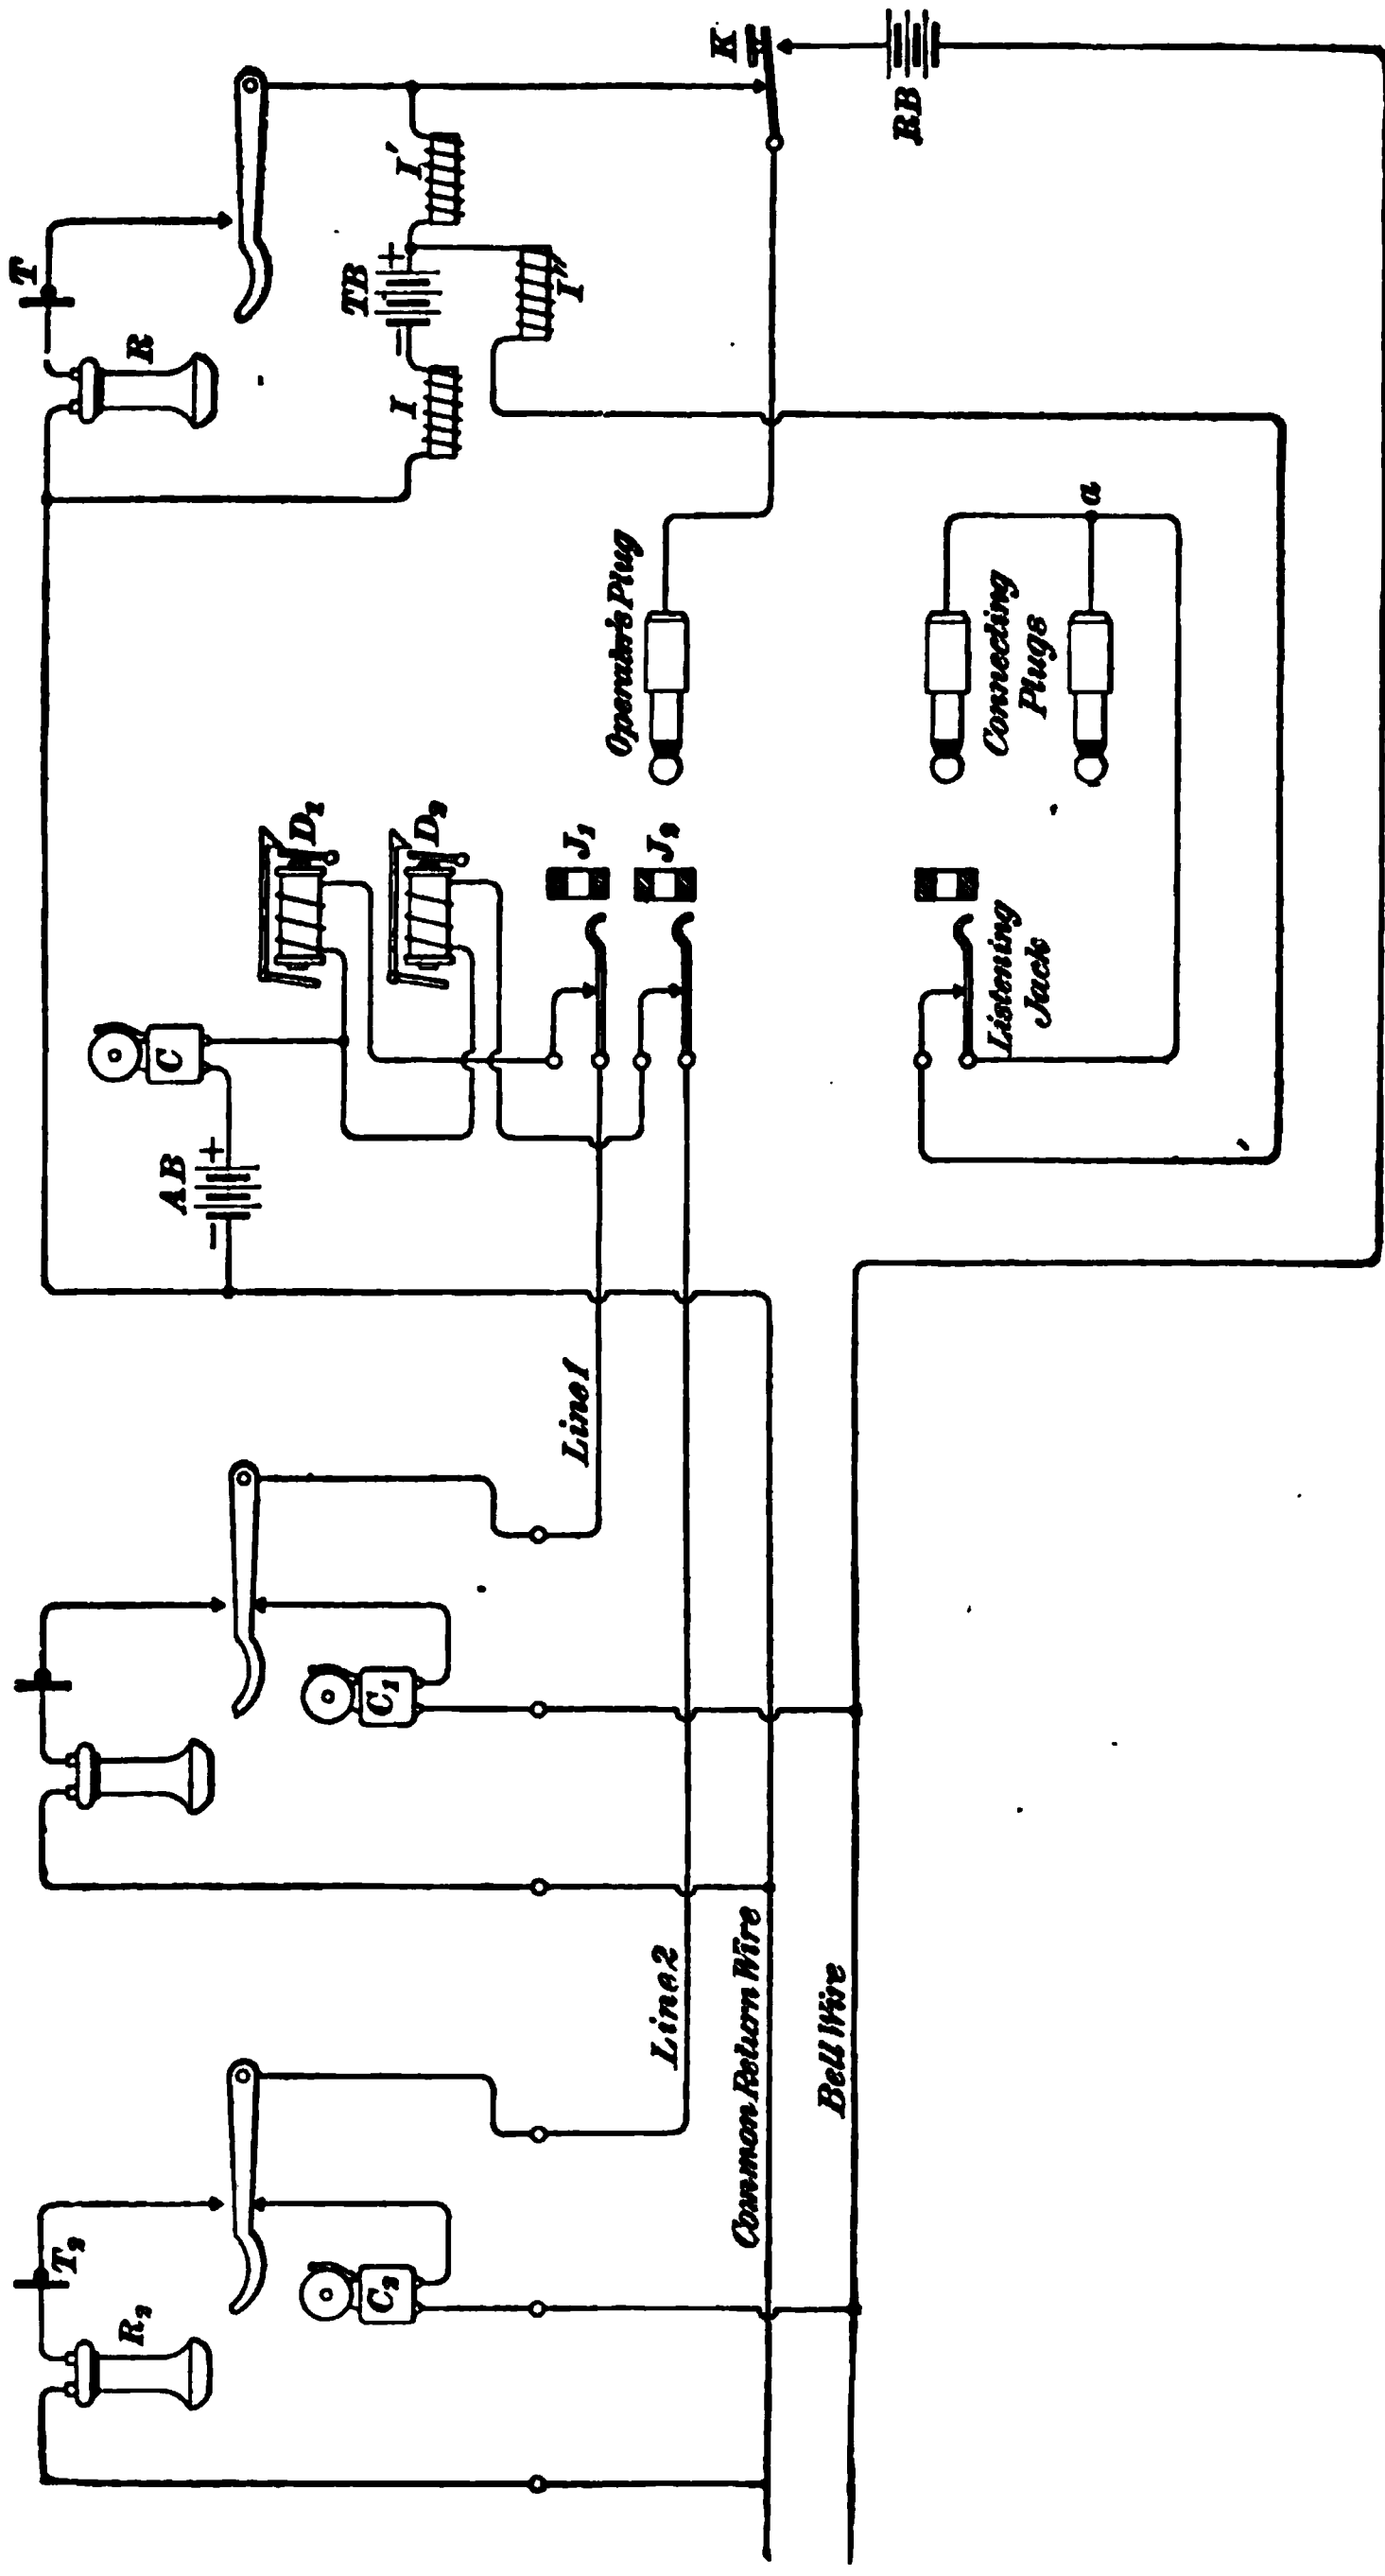 T
R
K
I'
TB
+
−
I
I"
RB
Operator's Plug
a
Connecting
Plugs
D1
D2
J1
J2
C
AB
+
−
Listening
Jack
Line 1
C1
Line 2
Common Return Wire
Bell Wire
T2
R2
C2